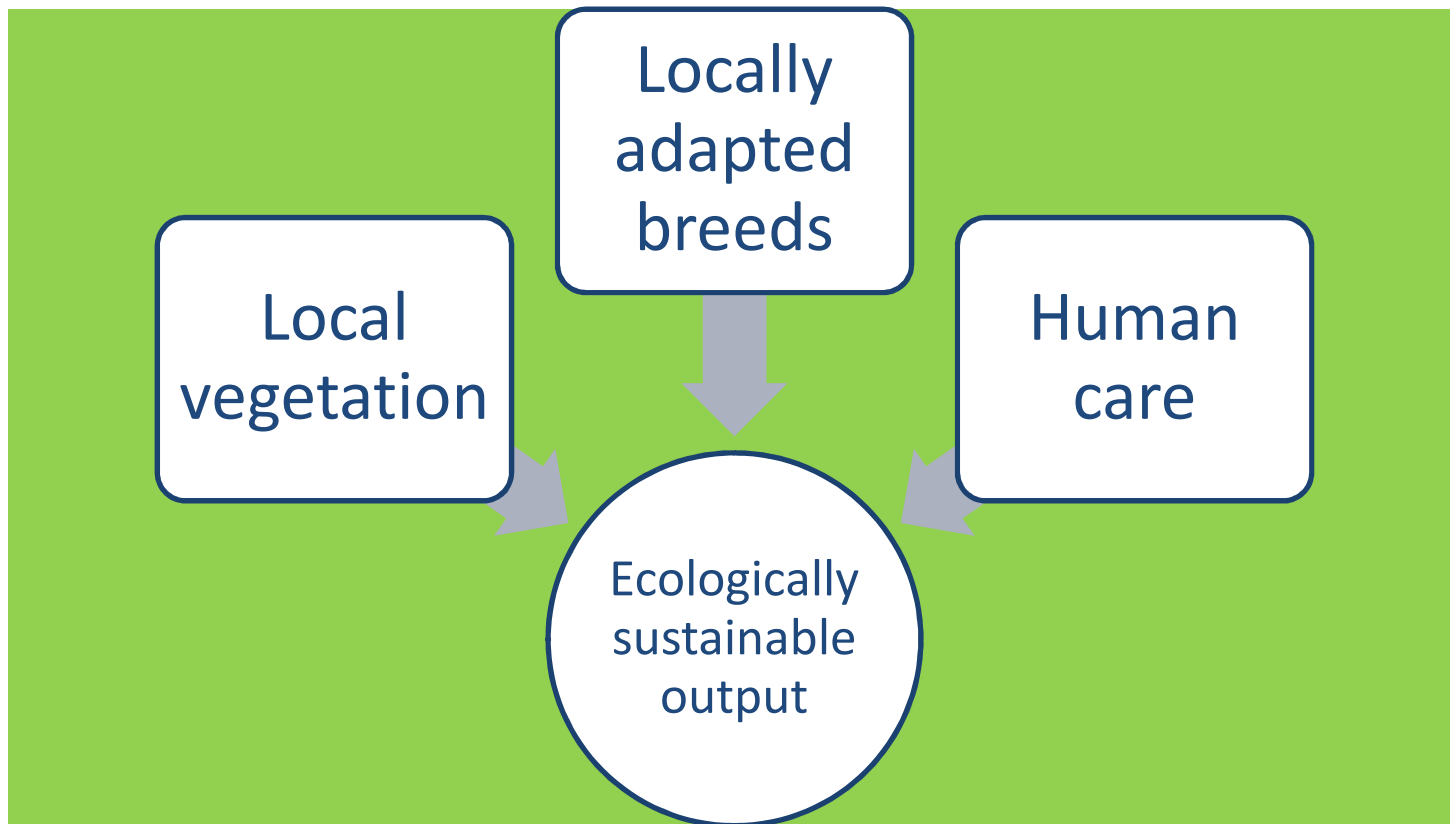 Locally
adapted
breeds
Local
vegetation
Human
care
Ecologically
sustainable
output